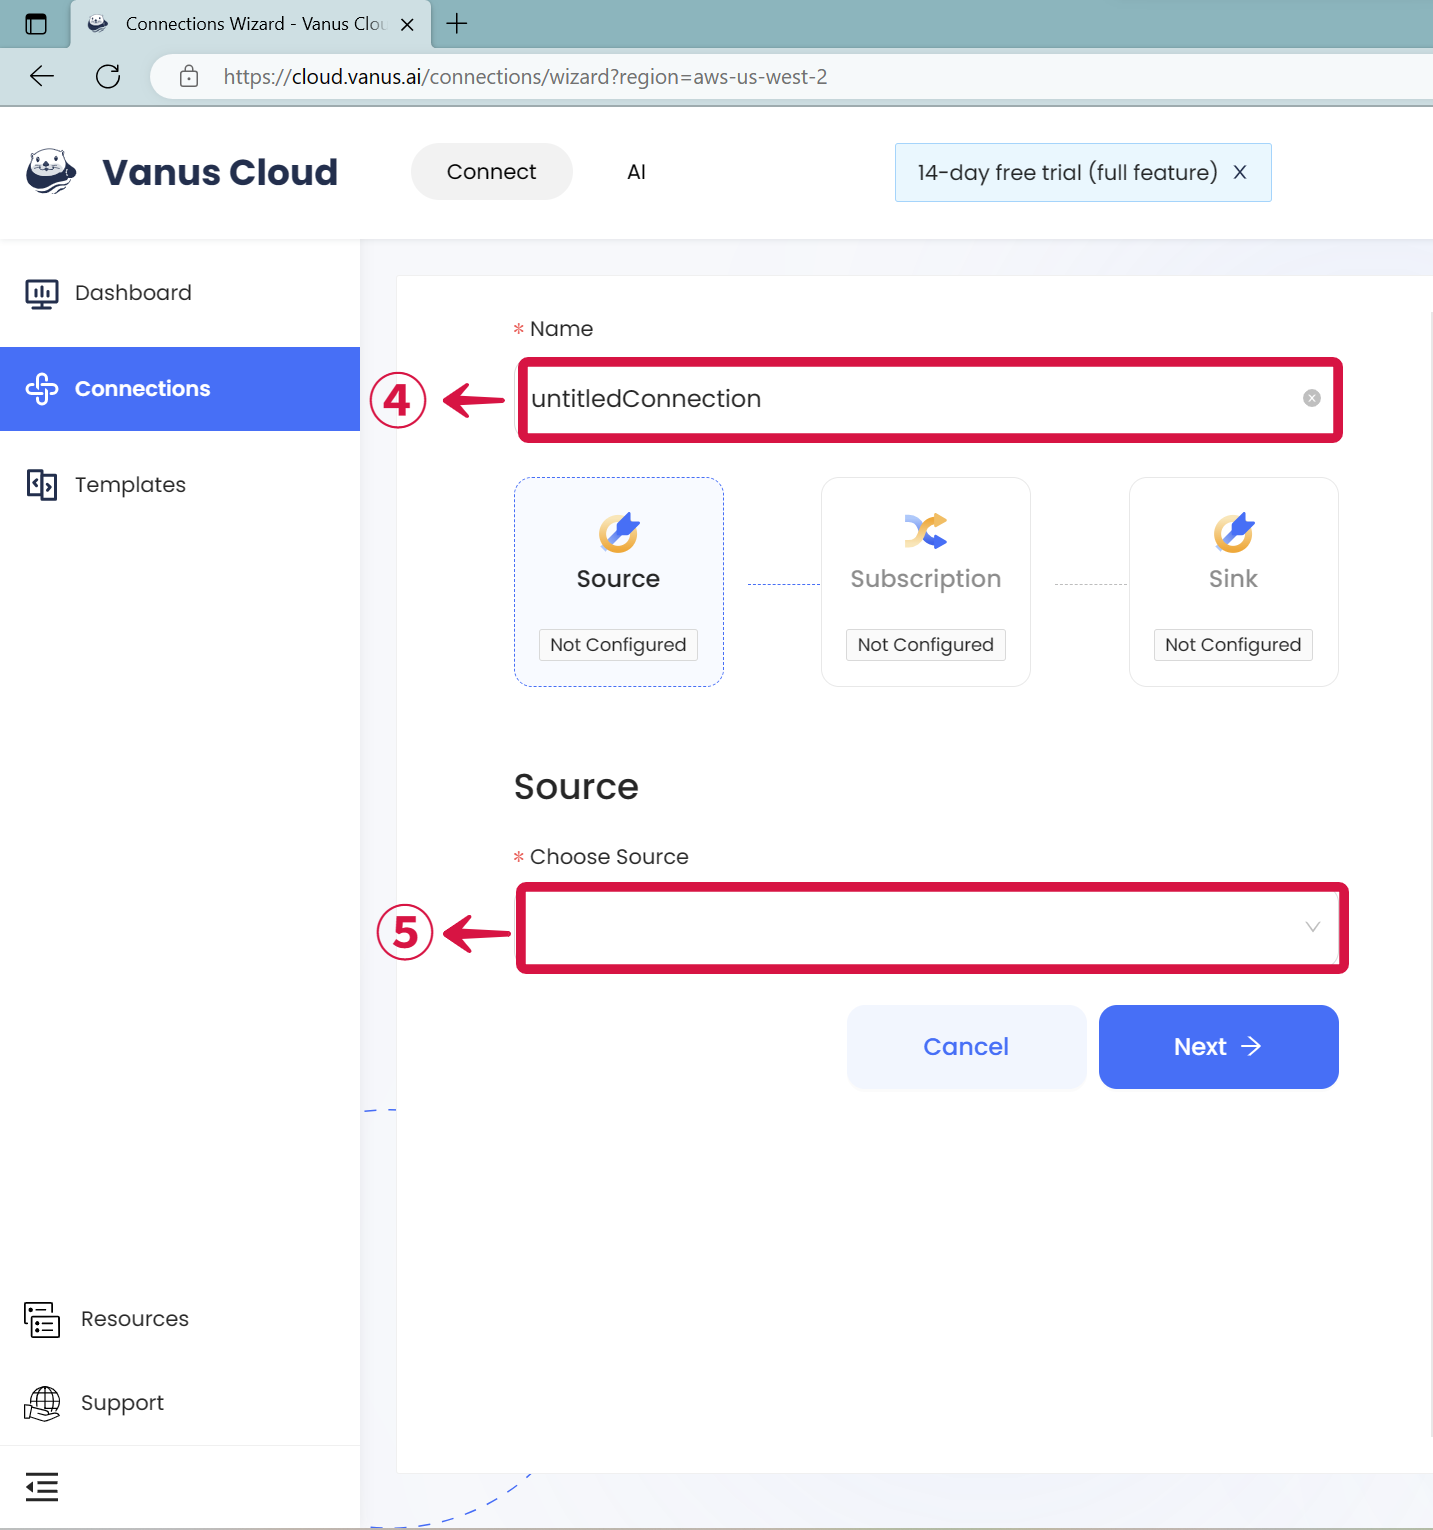 Connections Wizard - Vanus Clou
https://cloud.vanus.ai/connections/wizard?region=aws-us-west-2
Vanus Cloud
Connect
AI
14-day free trial (full feature) X
Dashboard
Connections
Templates
* Name
④
untitledConnection
Source
Not Configured
Subscription
Not Configured
Sink
Not Configured
Source
* Choose Source
⑤
Cancel
Next →
Resources
Support